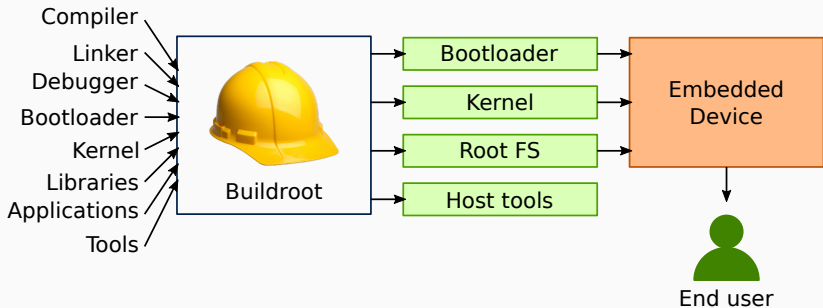 Compiler
Linker
Debugger
Bootloader
Kernel
Libraries
Applications
Tools
Buildroot
Bootloader
Kernel
Root FS
Host tools
Embedded
Device
End user